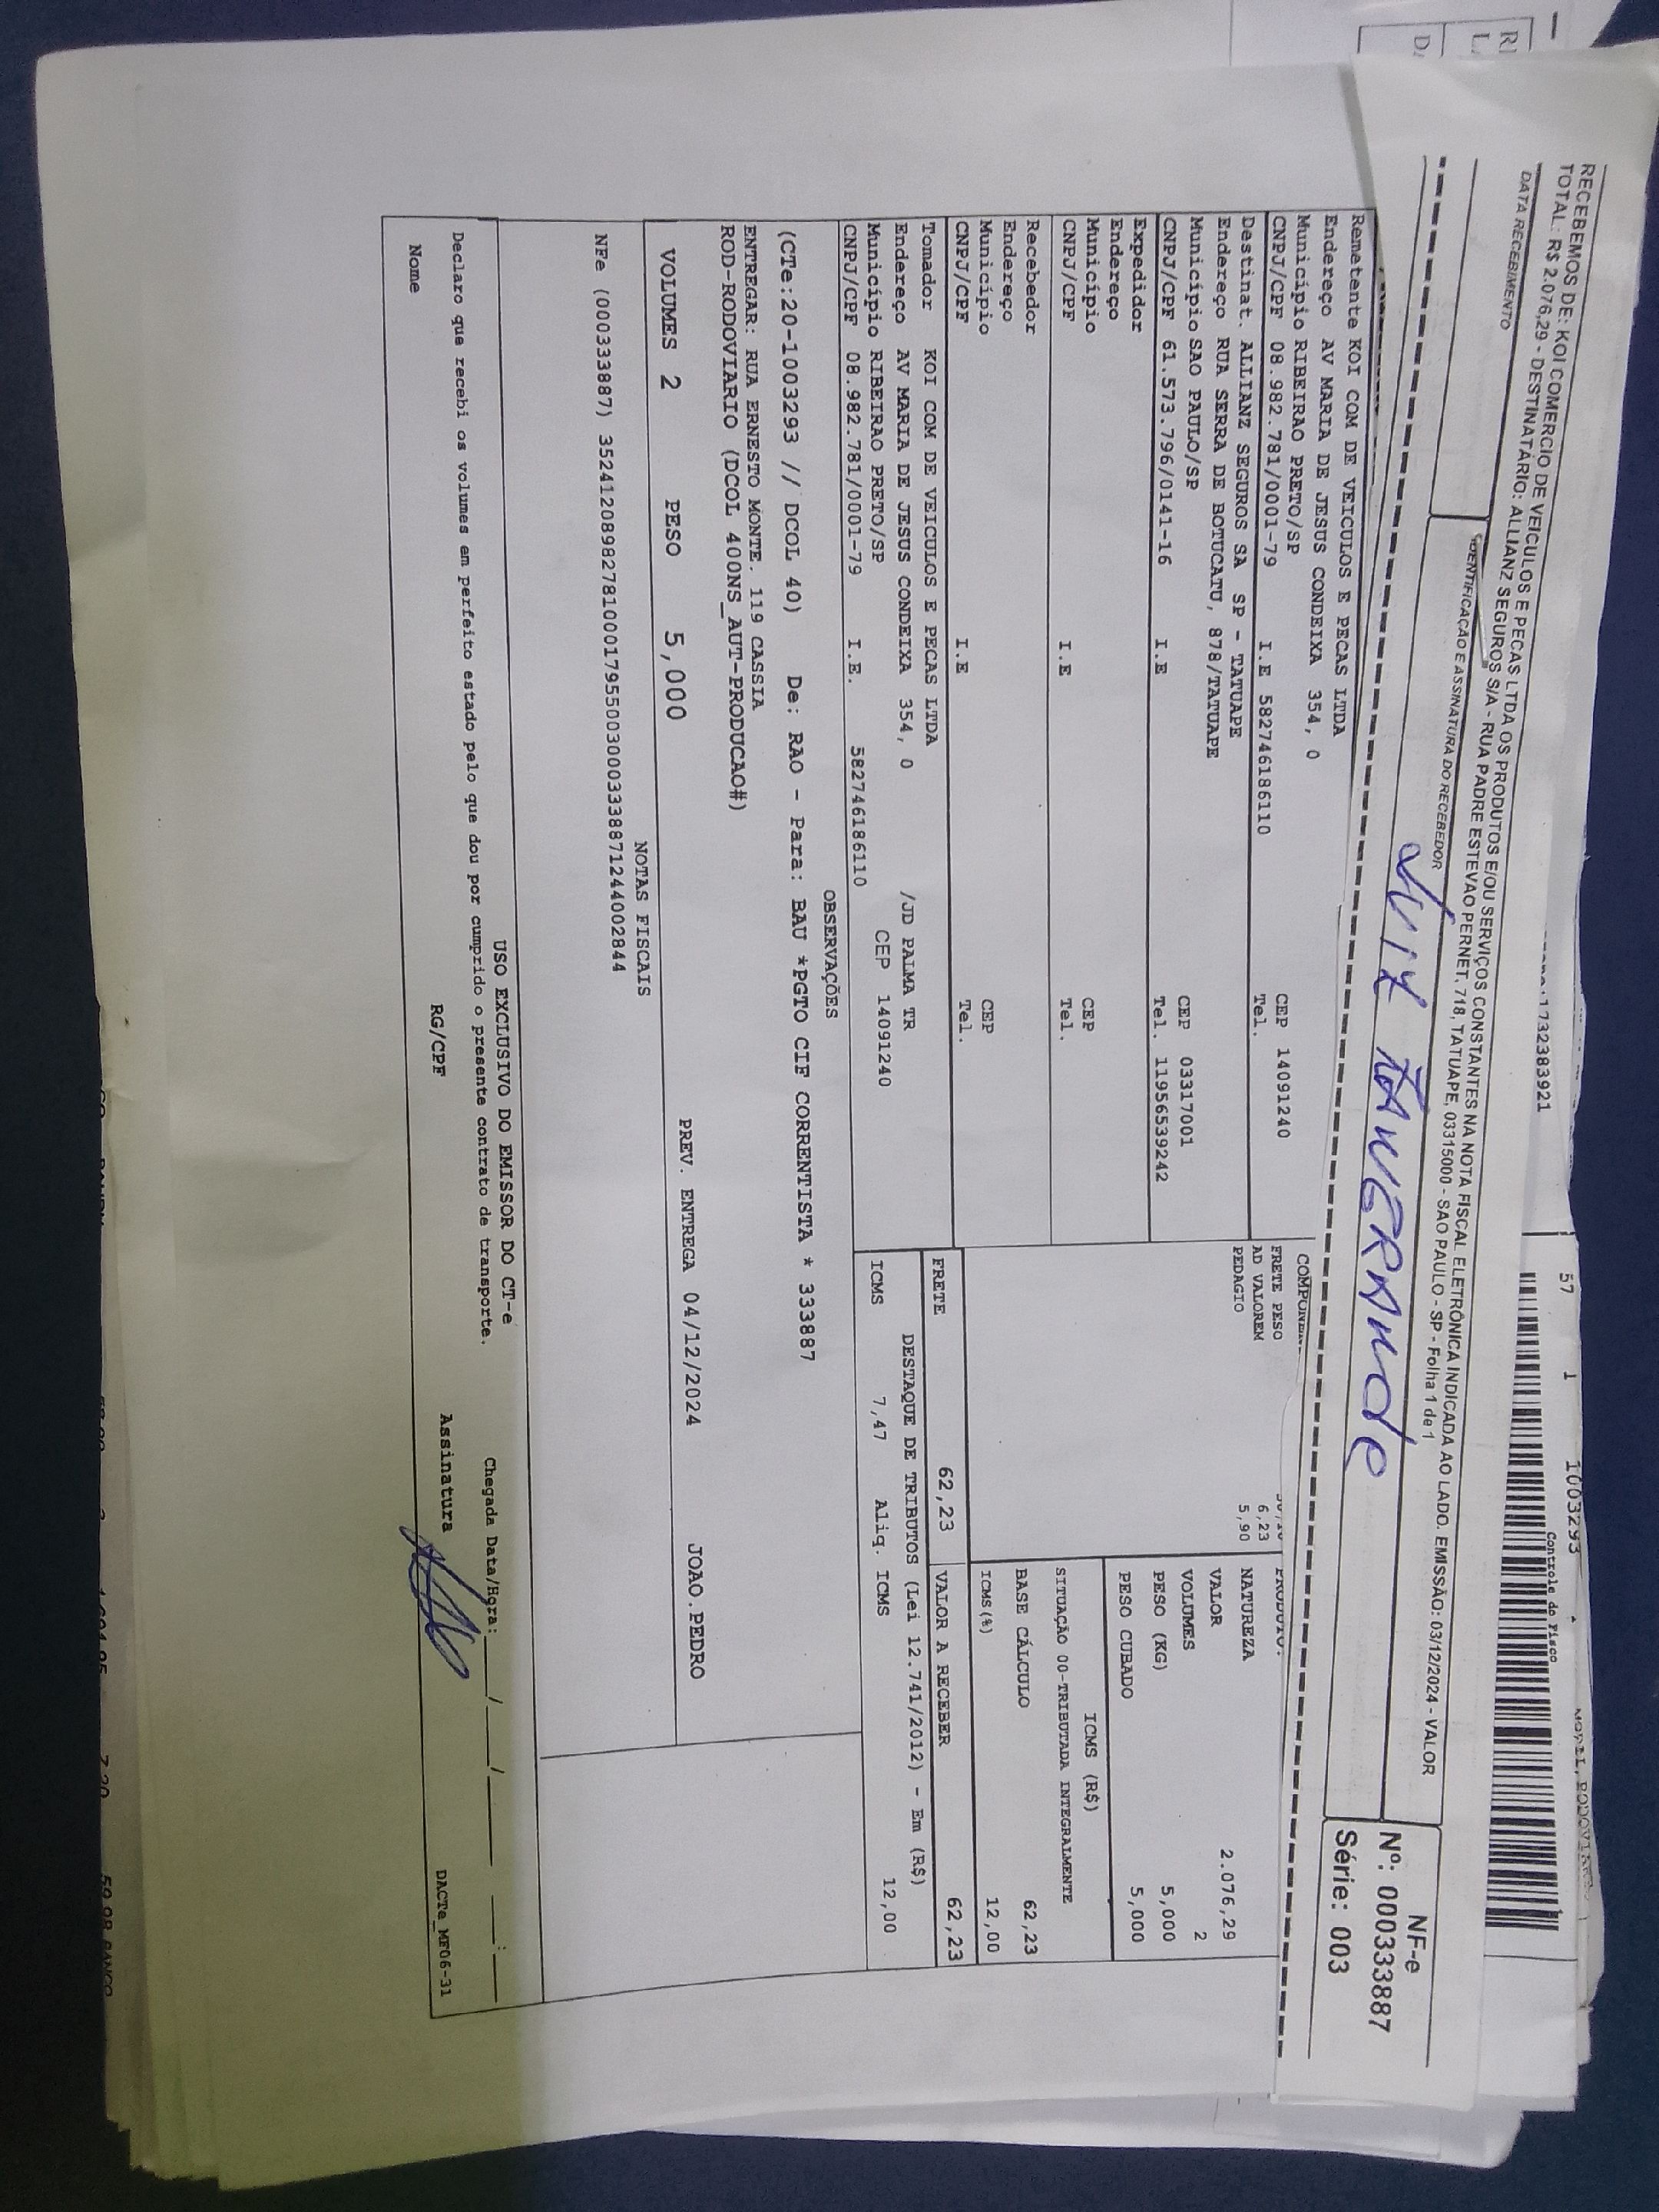 RECEBEMOS DE: KOI COMERCIO DE VEICULOS E PECAS LTDA OS PRODUTOS E/OU SERVIÇOS CONSTANTES NA NOTA FISCAL ELETRÔNICA INDICADA AO LADO. EMISSÃO: 03/12/2024 - VALOR
TOTAL: R$ 2.076,29 - DESTINATÁRIO: ALLIANZ SEGUROS S/A - RUA PADRE ESTEVAO PERNET, 718, TATUAPE, 03315000 - SAO PAULO - SP - Folha 1 de 1
DATA RECEBIMENTO
IDENTIFICAÇÃO E ASSINATURA DO RECEBEDOR
NF-e
Nº: 000333887
Série: 003
57 1 1003293
Controle do Fisco
Remetente KOI COM DE VEICULOS E PECAS LTDA
Endereço AV MARIA DE JESUS CONDEIXA 354, 0
Município RIBEIRAO PRETO/SP CEP 14091240
CNPJ/CPF 08.982.781/0001-79 I.E 582746186110 Tel.
Destinat. ALLIANZ SEGUROS SA SP - TATUAPE
Endereço RUA SERRA DE BOTUCATU, 878/TATUAPE
Município SAO PAULO/SP CEP 03317001
CNPJ/CPF 61.573.796/0141-16 I.E Tel. 11956539242
Expedidor
Endereço
Município CEP
CNPJ/CPF I.E Tel.
Recebedor
Endereço
Município CEP
CNPJ/CPF I.E Tel.
Tomador KOI COM DE VEICULOS E PECAS LTDA
Endereço AV MARIA DE JESUS CONDEIXA 354, 0 /JD PALMA TR
Município RIBEIRAO PRETO/SP CEP 14091240
CNPJ/CPF 08.982.781/0001-79 I.E. 582746186110
FRETE PESO
AD VALOREM 6,23
PEDAGIO 5,90
NATUREZA
VALOR 2.076,29
VOLUMES 2
PESO (KG) 5,000
PESO CUBADO 5,000
ICMS (R$)
SITUAÇÃO 00-TRIBUTADA INTEGRALMENTE
BASE CÁLCULO 62,23
ICMS(%) 12,00
FRETE 62,23 VALOR A RECEBER 62,23
DESTAQUE DE TRIBUTOS (Lei 12.741/2012) - Em (R$)
ICMS 7,47 Aliq. ICMS 12,00
OBSERVAÇÕES
(CTe:20-1003293 // DCOL 40) De: RAO - Para: BAU *PGTO CIF CORRENTISTA * 333887
ENTREGAR: RUA ERNESTO MONTE. 119 CASSIA
ROD-RODOVIARIO (DCOL 400NS_AUT-PRODUCAO#)
VOLUMES 2 PESO 5,000 PREV. ENTREGA 04/12/2024 JOAO.PEDRO
NOTAS FISCAIS
NFe (000333887) 35241208982781000179550030003338871244002844
USO EXCLUSIVO DO EMISSOR DO CT-e
Declaro que recebi os volumes em perfeito estado pelo que dou por cumprido o presente contrato de transporte.
Chegada Data/Hora: ____/____/____ ___:___
Nome RG/CPF Assinatura
DACTe_MF06-31